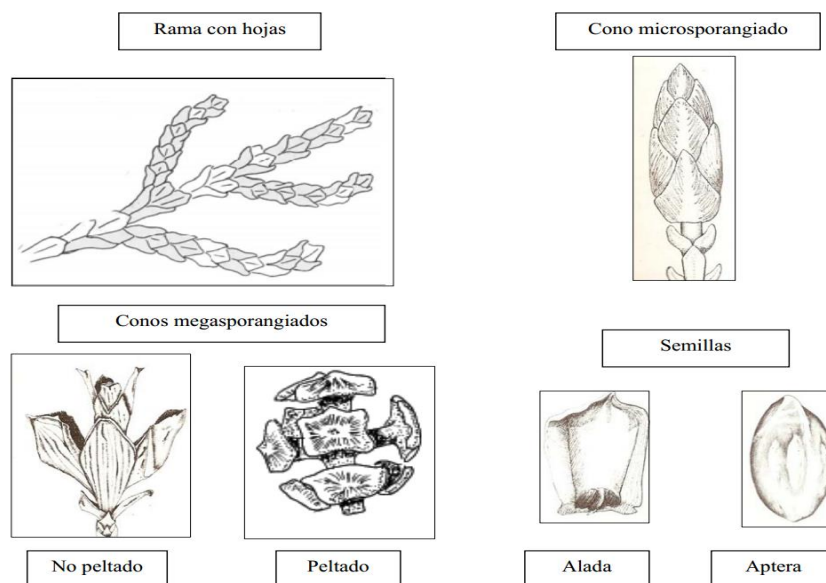 Rama con hojas
Cono microsporangiado
Conos megasporangiados
Semillas
No peltado
Peltado
Alada
Aptera